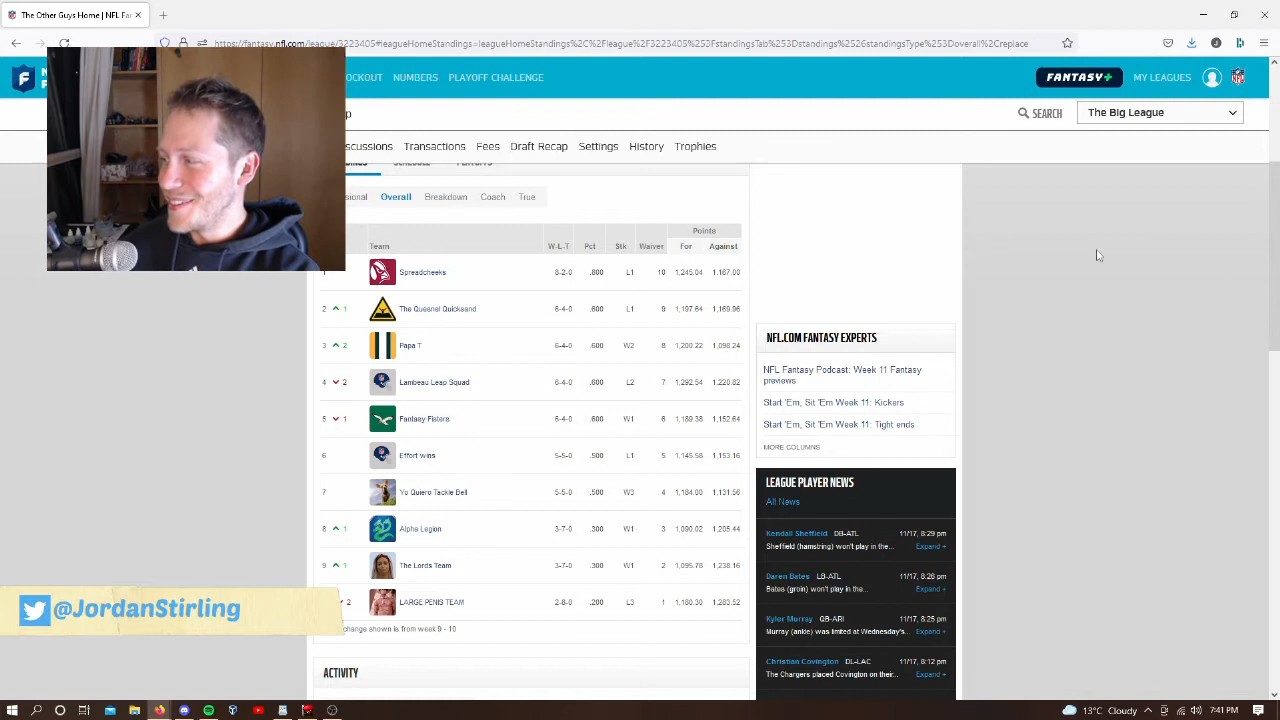 The Other Guys Home | NFL Fan
https://fantasy.nfl.com/league/3223405#leagueHomeStandings=leagueHomeStandings%2C%2Fleague%2F3223405%3FstandingsTab%3Dstandings%26standingsType%3Doverall%2Creplace
OCKOUT NUMBERS PLAYOFF CHALLENGE FANTASY+ MY LEAGUES
p SEARCH The Big League
scussions Transactions Fees Draft Recap Settings History Trophies
SCHEDULE PLAYOFFS
sional Overall Breakdown Coach True
Points
Team W-L-T Pct Stk Waiver For Against
1 Spreadcheeks 8-2-0 .800 L1 10 1,245.04 1,167.00
2 1 The Quesnel Quicksand 6-4-0 .600 L1 9 1,197.64 1,169.96
3 2 Papa T 6-4-0 .600 W2 8 1,200.22 1,098.24
4 2 Lambeau Leap Squad 6-4-0 .600 L2 7 1,292.54 1,220.82
5 1 Fantasy Fisters 6-4-0 .600 W1 6 1,189.38 1,152.64
6 Effort wins 5-5-0 .500 L1 5 1,145.58 1,153.16
7 Yo Quiero Tackle Bell 5-5-0 .500 W3 4 1,184.00 1,131.56
8 1 Alpha Legion 3-7-0 .300 W1 3 1,090.02 1,205.44
9 1 The Lords Team 3-7-0 .300 W1 2 1,095.78 1,238.16
2 LARGE PENIS TEAM 2-8-0 .200 L3 1 1,180.30 1,283.52
change shown is from week 9 - 10
ACTIVITY
NFL.COM FANTASY EXPERTS
NFL Fantasy Podcast: Week 11 Fantasy
previews
Start 'Em, Sit 'Em Week 11: Kickers
Start 'Em, Sit 'Em Week 11: Tight ends
MORE COLUMNS
LEAGUE PLAYER NEWS
All News
Kendall Sheffield DB-ATL 11/17, 8:29 pm
Sheffield (hamstring) won't play in the... Expand +
Daren Bates LB-ATL 11/17, 8:26 pm
Bates (groin) won't play in the... Expand +
Kyler Murray QB-ARI 11/17, 8:25 pm
Murray (ankle) was limited at Wednesday's... Expand +
Christian Covington DL-LAC 11/17, 8:12 pm
The Chargers placed Covington on their... Expand +
@JordanStirling
13°C Cloudy 7:41 PM